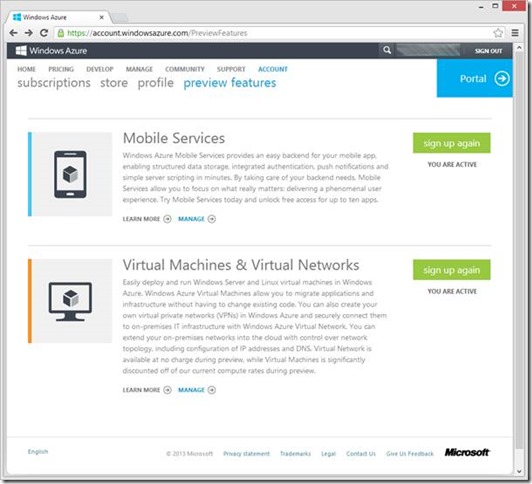 Windows Azure
https://account.windowsazure.com/PreviewFeatures
Windows Azure SIGN OUT
HOME PRICING DEVELOP MANAGE COMMUNITY SUPPORT ACCOUNT
subscriptions store profile preview features
Portal
Mobile Services
sign up again
Windows Azure Mobile Services provides an easy backend for your mobile app,
enabling structured data storage, integrated authentication, push notifications and
simple server scripting in minutes. By taking care of your backend needs. Mobile
Services allow you to focus on what really matters: delivering a phenomenal user
experience. Try Mobile Services today and unlock free access for up to ten apps.
YOU ARE ACTIVE
LEARN MORE MANAGE
Virtual Machines & Virtual Networks
sign up again
Easily deploy and run Windows Server and Linux virtual machines in Windows
Azure. Windows Azure Virtual Machines allow you to migrate applications and
infrastructure without having to change existing code. You can also create your
own virtual private networks (VPNs) in Windows Azure and securely connect them
to on-premises IT infrastructure with Windows Azure Virtual Network. You can
extend your on-premises networks into the cloud with control over network
topology, including configuration of IP addresses and DNS. Virtual Network is
available at no charge during preview, while Virtual Machines is significantly
discounted off of our current compute rates during preview.
YOU ARE ACTIVE
LEARN MORE MANAGE
English
© 2013 Microsoft Privacy statement Trademarks Legal Contact Us Give Us Feedback Microsoft